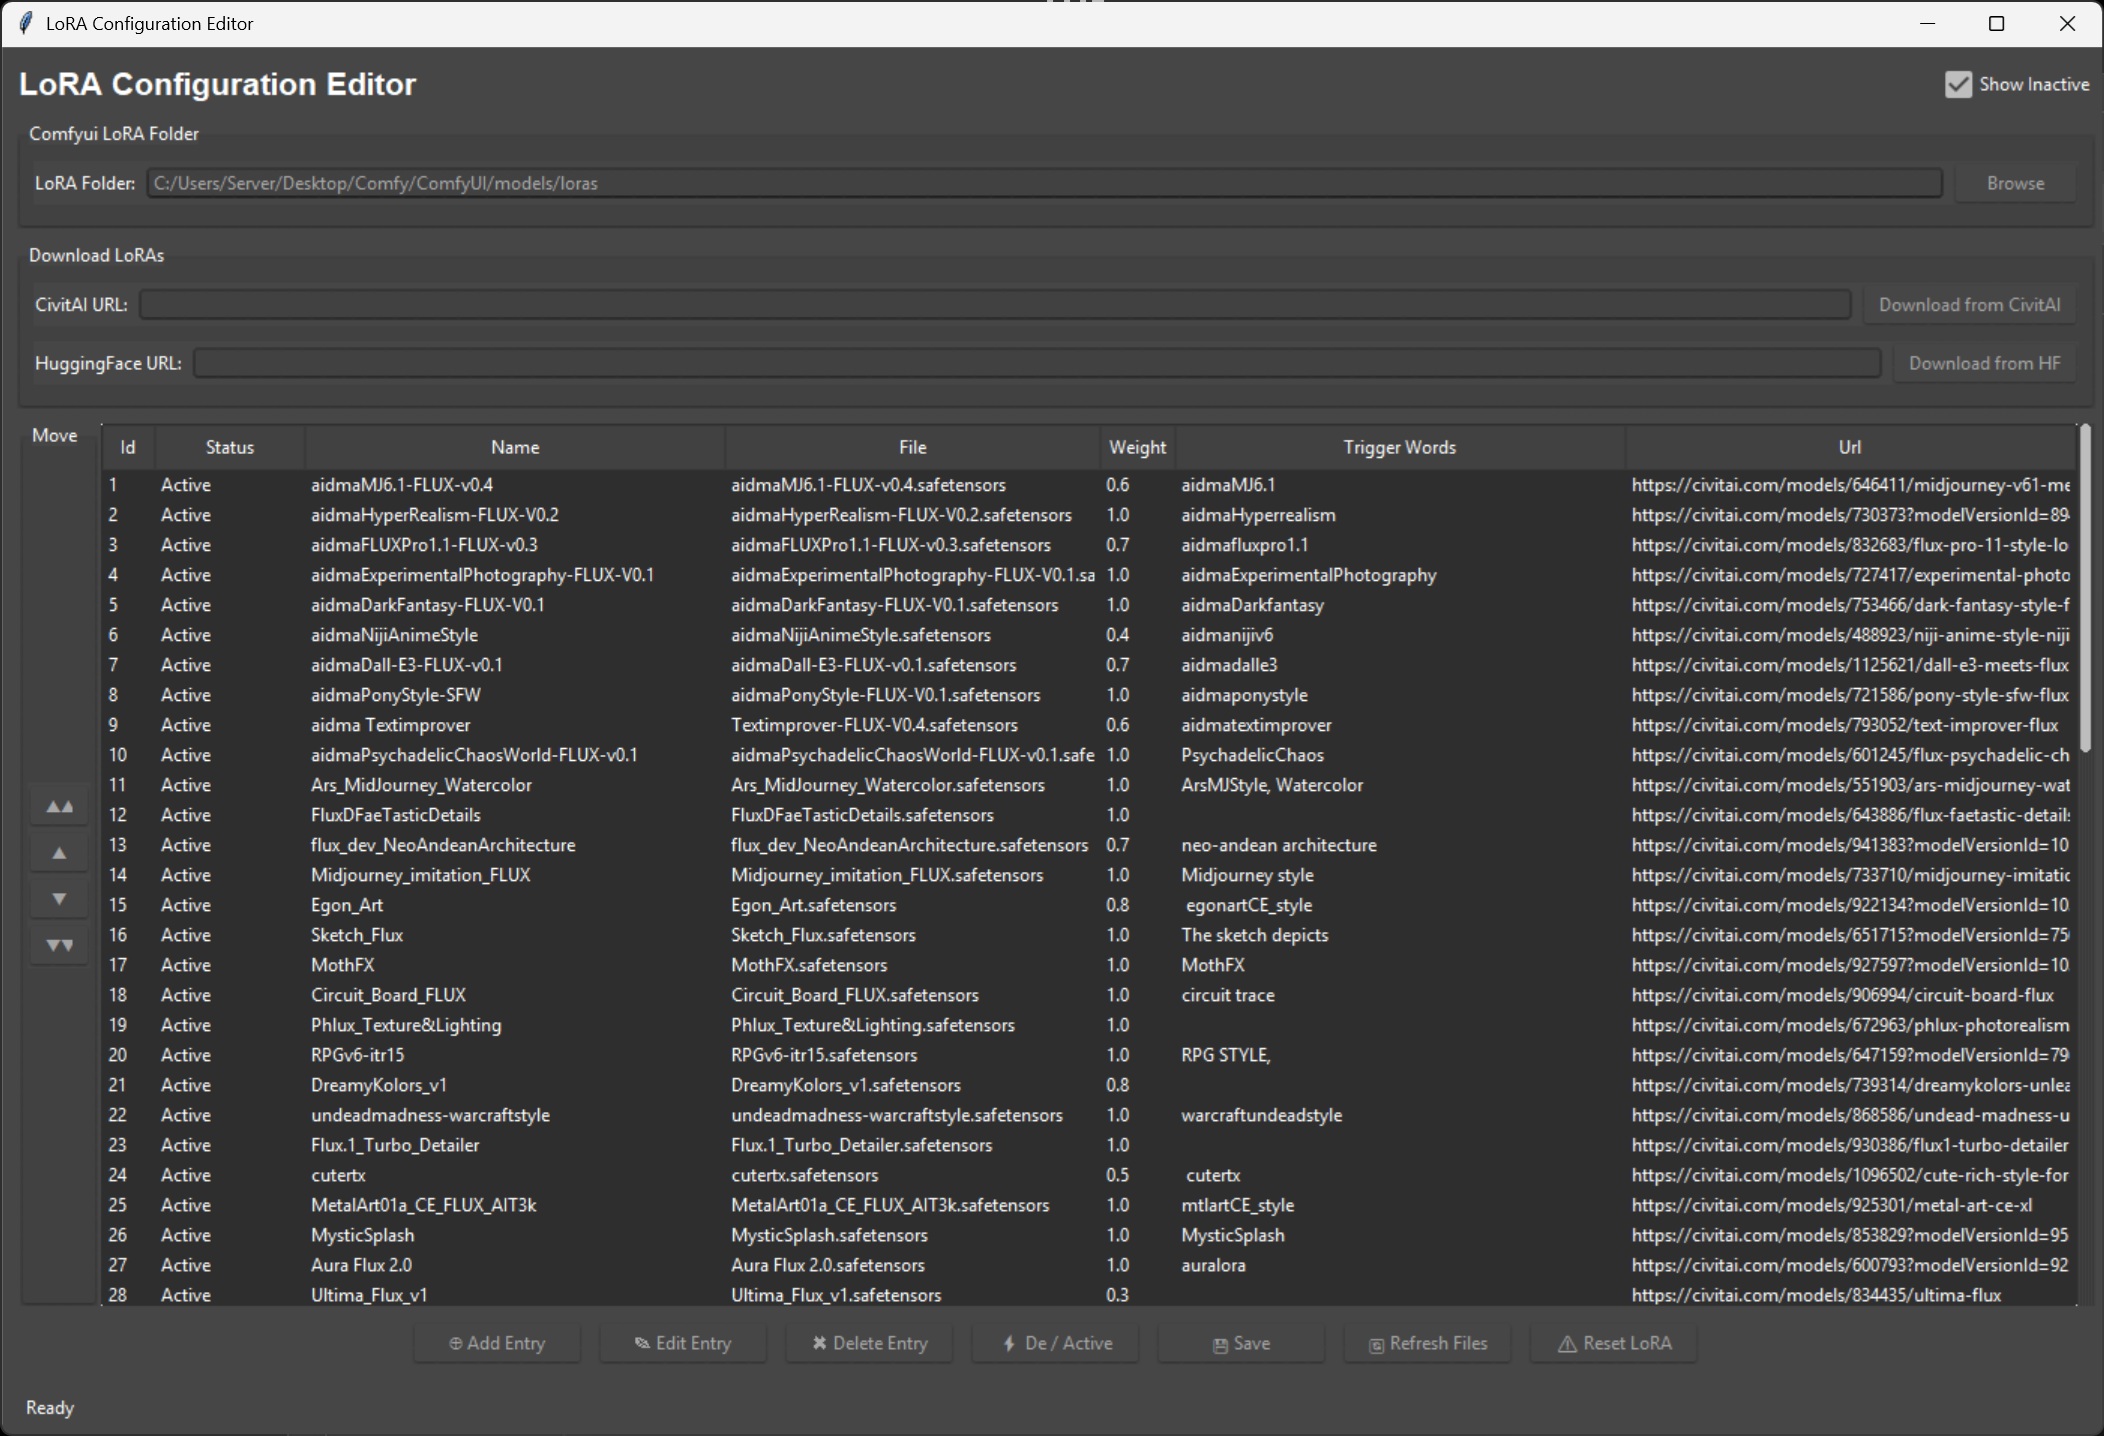 LoRA Configuration Editor
LoRA Configuration Editor
Show Inactive
Comfyui LoRA Folder
LoRA Folder: C:/Users/Server/Desktop/Comfy/ComfyUI/models/loras Browse
Download LoRAs
CivitAI URL: Download from CivitAI
HuggingFace URL: Download from HF
Move
Id Status Name File Weight Trigger Words Url
1 Active aidmaMJ6.1-FLUX-v0.4 aidmaMJ6.1-FLUX-v0.4.safetensors 0.6 aidmaMJ6.1 https://civitai.com/models/646411/midjourney-v61-me
2 Active aidmaHyperRealism-FLUX-V0.2 aidmaHyperRealism-FLUX-V0.2.safetensors 1.0 aidmaHyperrealism https://civitai.com/models/730373?modelVersionId=89
3 Active aidmaFLUXPro1.1-FLUX-v0.3 aidmaFLUXPro1.1-FLUX-v0.3.safetensors 0.7 aidmafluxpro1.1 https://civitai.com/models/832683/flux-pro-11-style-lo
4 Active aidmaExperimentalPhotography-FLUX-V0.1 aidmaExperimentalPhotography-FLUX-V0.1.sa 1.0 aidmaExperimentalPhotography https://civitai.com/models/727417/experimental-photo
5 Active aidmaDarkFantasy-FLUX-V0.1 aidmaDarkFantasy-FLUX-V0.1.safetensors 1.0 aidmaDarkfantasy https://civitai.com/models/753466/dark-fantasy-style-f
6 Active aidmaNijiAnimeStyle aidmaNijiAnimeStyle.safetensors 0.4 aidmanijiv6 https://civitai.com/models/488923/niji-anime-style-niji
7 Active aidmaDall-E3-FLUX-v0.1 aidmaDall-E3-FLUX-v0.1.safetensors 0.7 aidmadalle3 https://civitai.com/models/1125621/dall-e3-meets-flux
8 Active aidmaPonyStyle-SFW aidmaPonyStyle-FLUX-V0.1.safetensors 1.0 aidmaponystyle https://civitai.com/models/721586/pony-style-sfw-flux
9 Active aidma Textimprover Textimprover-FLUX-V0.4.safetensors 0.6 aidmatextimprover https://civitai.com/models/793052/text-improver-flux
10 Active aidmaPsychadelicChaosWorld-FLUX-v0.1 aidmaPsychadelicChaosWorld-FLUX-v0.1.safe 1.0 PsychadelicChaos https://civitai.com/models/601245/flux-psychadelic-ch
11 Active Ars_MidJourney_Watercolor Ars_MidJourney_Watercolor.safetensors 1.0 ArsMJStyle, Watercolor https://civitai.com/models/551903/ars-midjourney-wat
12 Active FluxDFaeTasticDetails FluxDFaeTasticDetails.safetensors 1.0 https://civitai.com/models/643886/flux-faetastic-detail
13 Active flux_dev_NeoAndeanArchitecture flux_dev_NeoAndeanArchitecture.safetensors 0.7 neo-andean architecture https://civitai.com/models/941383?modelVersionId=10
14 Active Midjourney_imitation_FLUX Midjourney_imitation_FLUX.safetensors 1.0 Midjourney style https://civitai.com/models/733710/midjourney-imitatio
15 Active Egon_Art Egon_Art.safetensors 0.8 egonartCE_style https://civitai.com/models/922134?modelVersionId=10
16 Active Sketch_Flux Sketch_Flux.safetensors 1.0 The sketch depicts https://civitai.com/models/651715?modelVersionId=75
17 Active MothFX MothFX.safetensors 1.0 MothFX https://civitai.com/models/927597?modelVersionId=10
18 Active Circuit_Board_FLUX Circuit_Board_FLUX.safetensors 1.0 circuit trace https://civitai.com/models/906994/circuit-board-flux
19 Active Phlux_Texture&Lighting Phlux_Texture&Lighting.safetensors 1.0 https://civitai.com/models/672963/phlux-photorealism
20 Active RPGv6-itr15 RPGv6-itr15.safetensors 1.0 RPG STYLE, https://civitai.com/models/647159?modelVersionId=79
21 Active DreamyKolors_v1 DreamyKolors_v1.safetensors 0.8 https://civitai.com/models/739314/dreamykolors-unlea
22 Active undeadmadness-warcraftstyle undeadmadness-warcraftstyle.safetensors 1.0 warcraftundeadstyle https://civitai.com/models/868586/undead-madness-u
23 Active Flux.1_Turbo_Detailer Flux.1_Turbo_Detailer.safetensors 1.0 https://civitai.com/models/930386/flux1-turbo-detailer
24 Active cutertx cutertx.safetensors 0.5 cutertx https://civitai.com/models/1096502/cute-rich-style-for
25 Active MetalArt01a_CE_FLUX_AIT3k MetalArt01a_CE_FLUX_AIT3k.safetensors 1.0 mtlartCE_style https://civitai.com/models/925301/metal-art-ce-xl
26 Active MysticSplash MysticSplash.safetensors 1.0 MysticSplash https://civitai.com/models/853829?modelVersionId=95
27 Active Aura Flux 2.0 Aura Flux 2.0.safetensors 1.0 auralora https://civitai.com/models/600793?modelVersionId=92
28 Active Ultima_Flux_v1 Ultima_Flux_v1.safetensors 0.3 https://civitai.com/models/834435/ultima-flux
Add Entry Edit Entry Delete Entry De / Active Save Refresh Files Reset LoRA
Ready